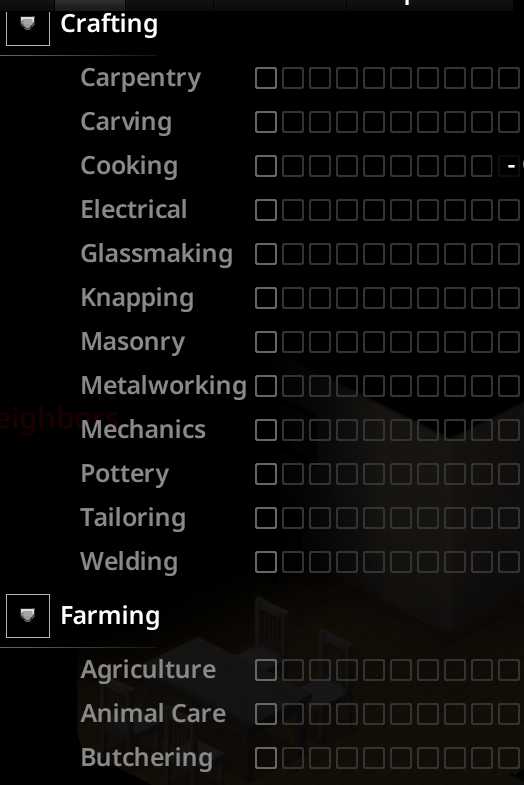 Crafting
Carpentry
Carving
Cooking
Electrical
Glassmaking
Knapping
Masonry
Metalworking
eighbors
Mechanics
Pottery
Tailoring
Welding
Farming
Agriculture
Animal Care
Butchering